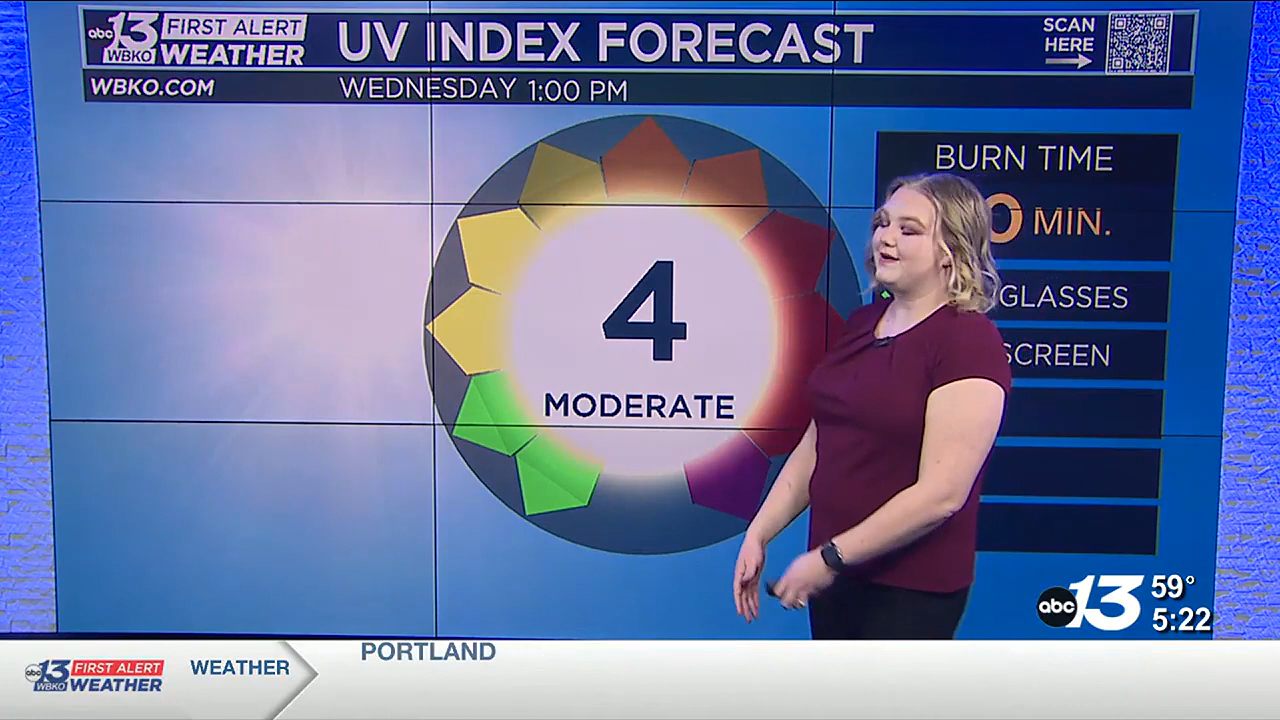 abc 13 WBKO FIRST ALERT WEATHER
UV INDEX FORECAST
SCAN HERE
WBKO.COM
WEDNESDAY 1:00 PM
BURN TIME
0 MIN.
4
MODERATE
GLASSES
SCREEN
abc 13
59°
5:22
PORTLAND
abc 13 WBKO FIRST ALERT WEATHER
WEATHER